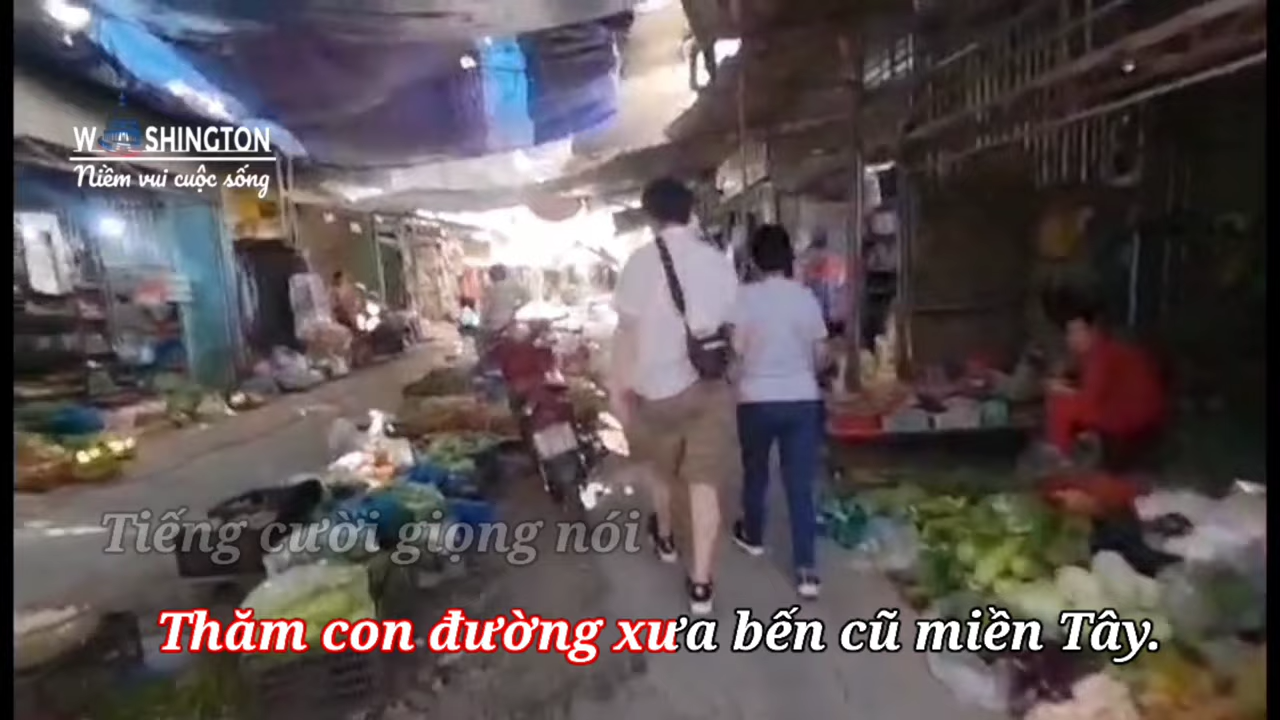 WASHINGTON
Niềm vui cuộc sống
Tiếng cười giọng nói
Thăm con đường xưa bến cũ miền Tây.